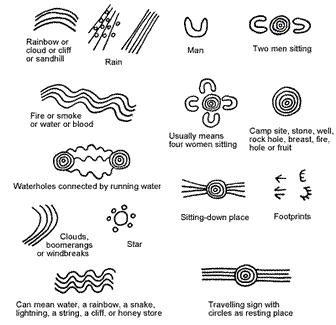 Rainbow or
cloud or cliff
or sandhill
Rain
Man
Two men sitting
Fire or smoke
or water or blood
Usually means
four women sitting
Camp site, stone, well,
rock hole, breast, fire,
hole or fruit
Waterholes connected by running water
Sitting-down place
Footprints
Clouds,
boomerangs
or windbreaks
Star
Can mean water, a rainbow, a snake,
lightning, a string, a cliff, or honey store
Travelling sign with
circles as resting place